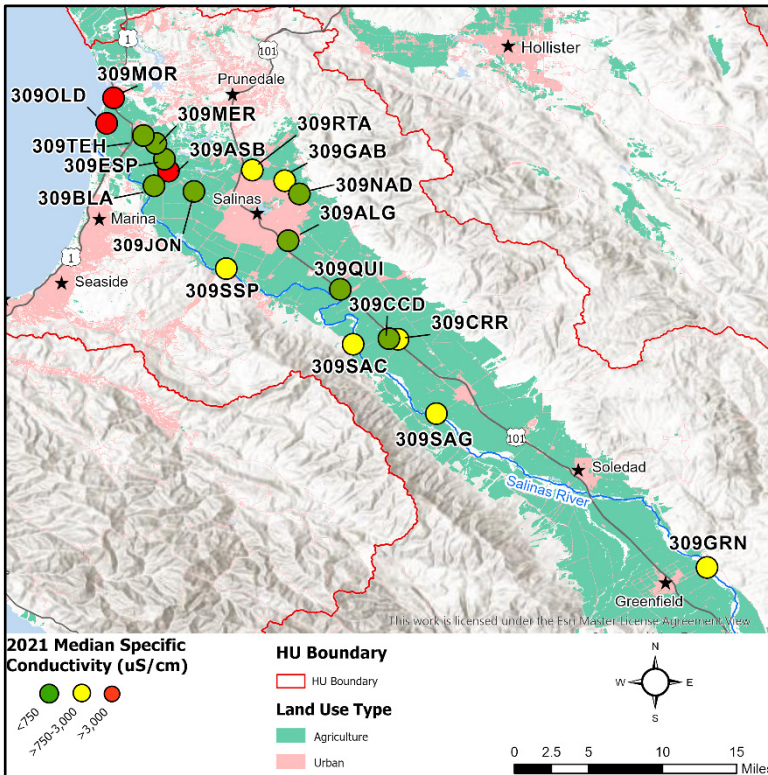 1
101
Hollister
309MOR
Prunedale
309OLD
309MER
309TEH
309RTA
309ESP
309ASB
309GAB
309BLA
309NAD
Salinas
Marina
309ALG
309JON
1
309QUI
Seaside
309SSP
309CCD
309CRR
309SAC
309SAG
101
Soledad
Salinas River
309GRN
Greenfield
This work is licensed under the Esri Master License Agreement View
2021 Median Specific
Conductivity (uS/cm)
<750
>750-3,000
>3,000
HU Boundary
HU Boundary
Land Use Type
Agriculture
Urban
N
W
E
S
0 2.5 5 10 15
Miles